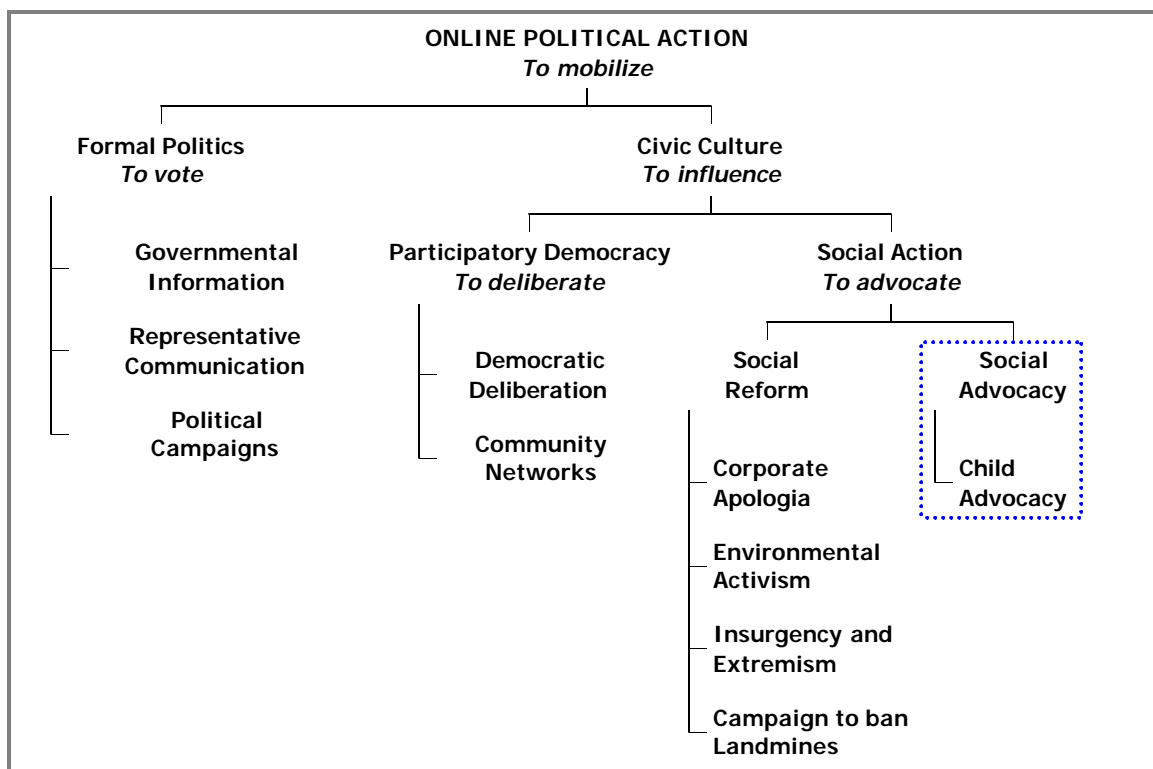 ONLINE POLITICAL ACTION
To mobilize
Formal Politics
To vote
Governmental
Information
Representative
Communication
Political
Campaigns
Civic Culture
To influence
Participatory Democracy
To deliberate
Democratic
Deliberation
Community
Networks
Social Action
To advocate
Social
Reform
Corporate
Apologia
Environmental
Activism
Insurgency and
Extremism
Campaign to ban
Landmines
Social
Advocacy
Child
Advocacy